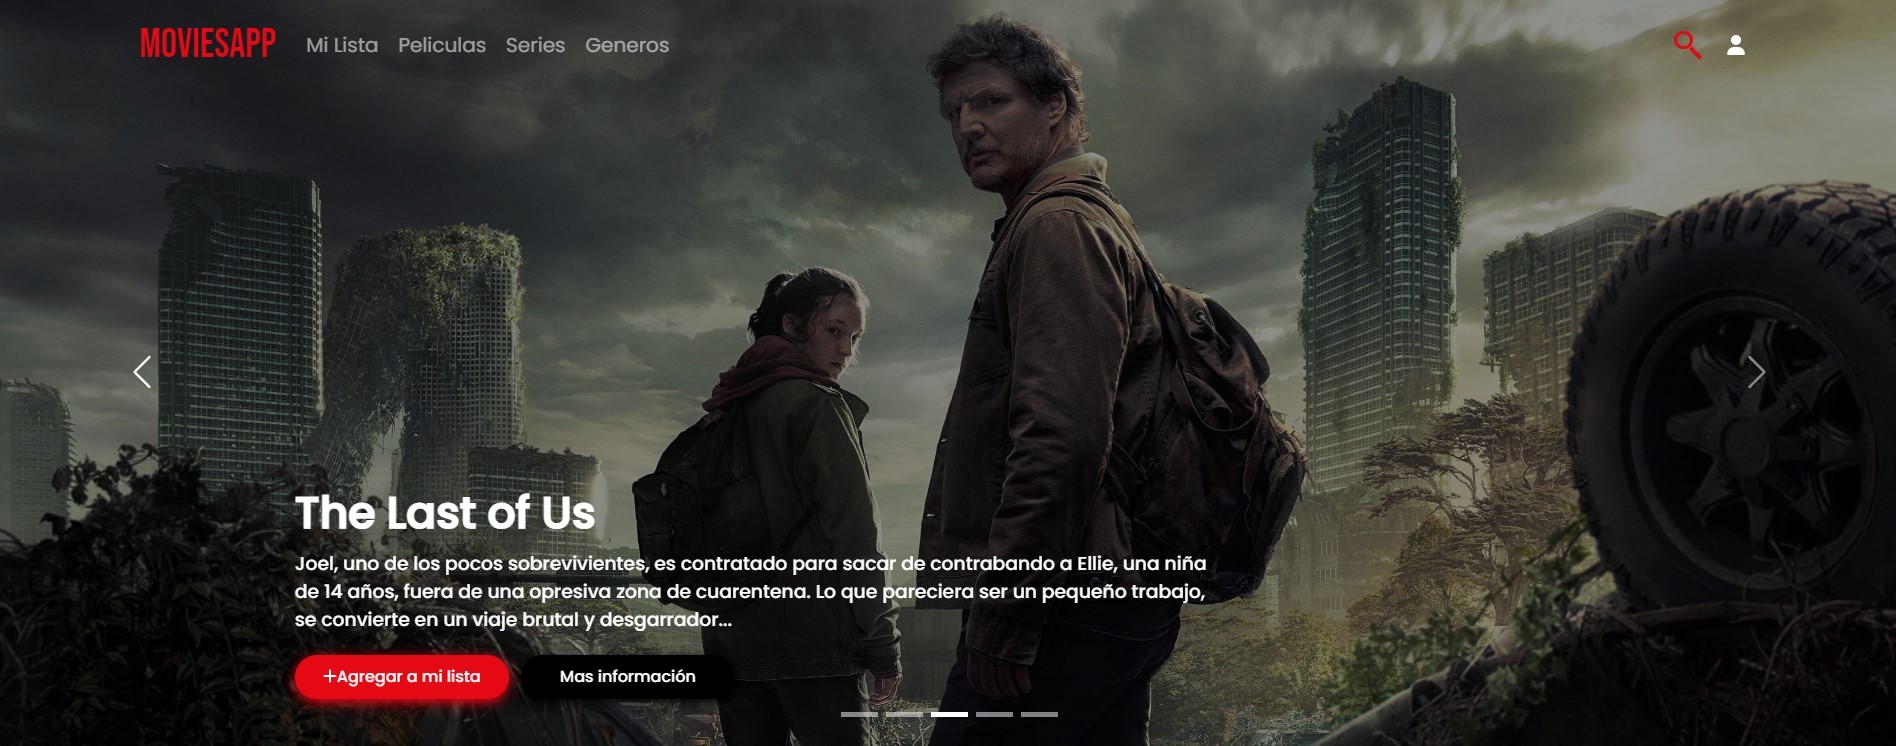 MOVIESAPP
Mi Lista
Peliculas
Series
Generos
The Last of Us
Joel, uno de los pocos sobrevivientes, es contratado para sacar de contrabando a Ellie, una niña
de 14 años, fuera de una opresiva zona de cuarentena. Lo que pareciera ser un pequeño trabajo,
se convierte en un viaje brutal y desgarrador...
+Agregar a mi lista
Mas información